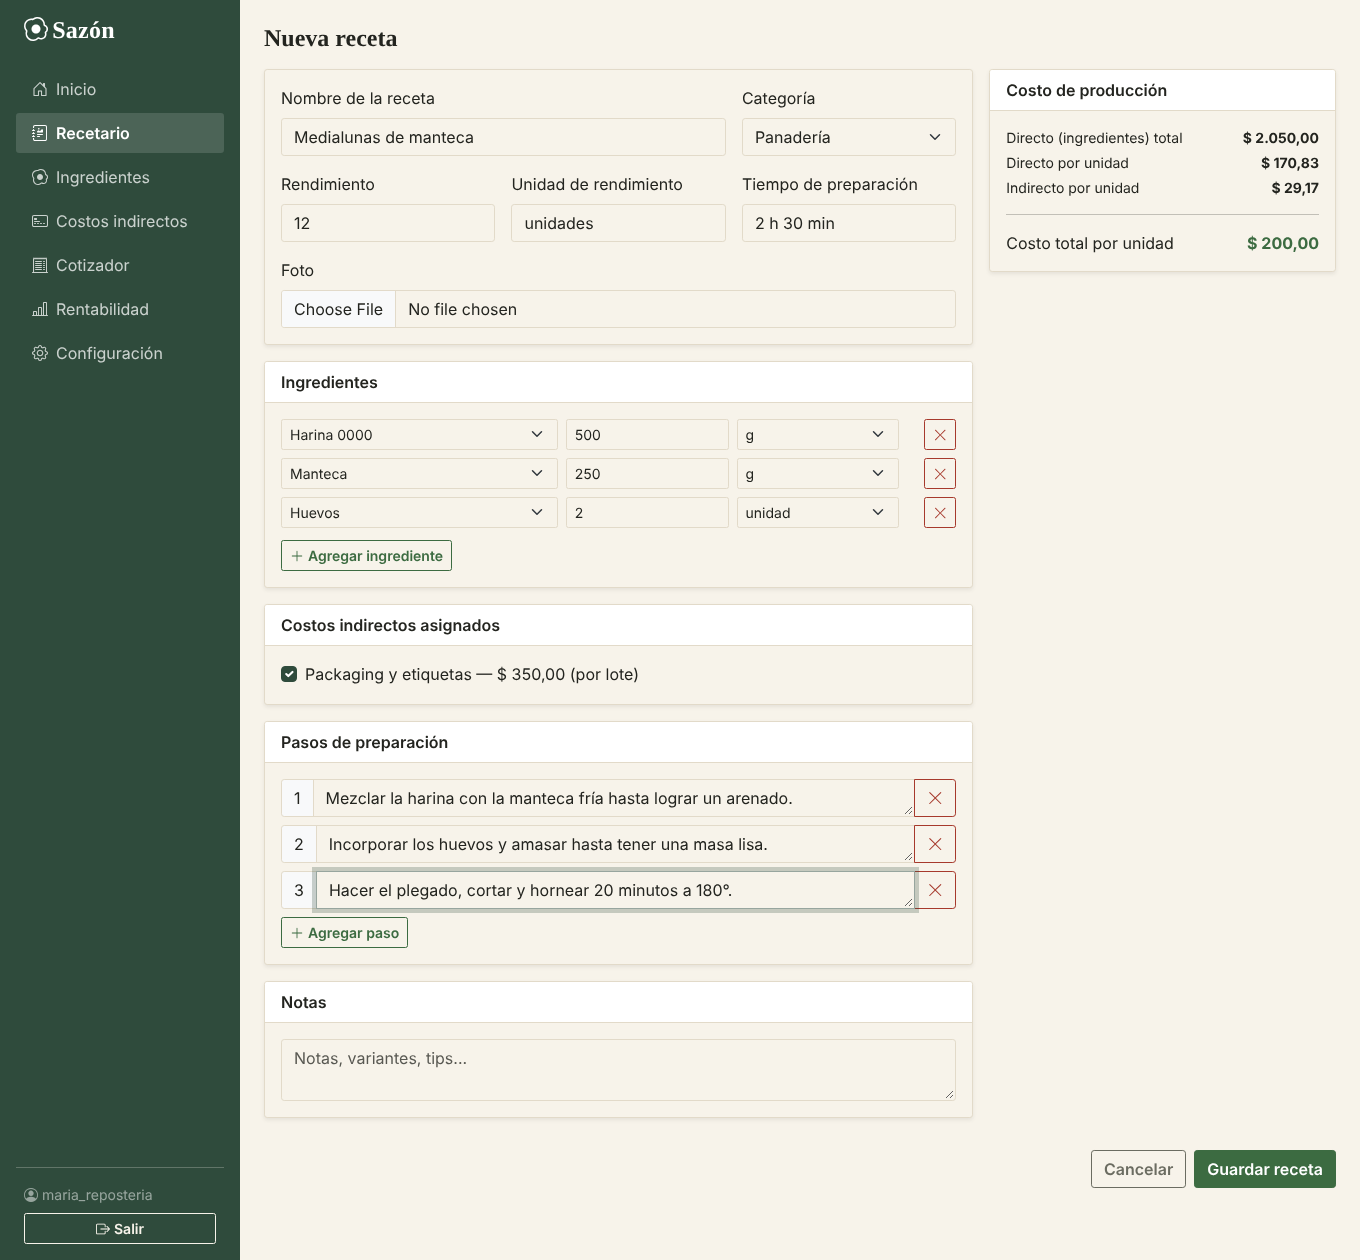 Sazón
Inicio
Recetario
Ingredientes
Costos indirectos
Cotizador
Rentabilidad
Configuración
maria_reposteria
Salir
Nueva receta
Nombre de la receta
Categoría
Medialunas de manteca
Panadería
Rendimiento
Unidad de rendimiento
Tiempo de preparación
12
unidades
2 h 30 min
Foto
Choose File No file chosen
Ingredientes
Harina 0000 500 g
Manteca 250 g
Huevos 2 unidad
Agregar ingrediente
Costos indirectos asignados
Packaging y etiquetas — $ 350,00 (por lote)
Pasos de preparación
1 Mezclar la harina con la manteca fría hasta lograr un arenado.
2 Incorporar los huevos y amasar hasta tener una masa lisa.
3 Hacer el plegado, cortar y hornear 20 minutos a 180°.
Agregar paso
Notas
Notas, variantes, tips...
Costo de producción
Directo (ingredientes) total $ 2.050,00
Directo por unidad $ 170,83
Indirecto por unidad $ 29,17
Costo total por unidad $ 200,00
Cancelar
Guardar receta